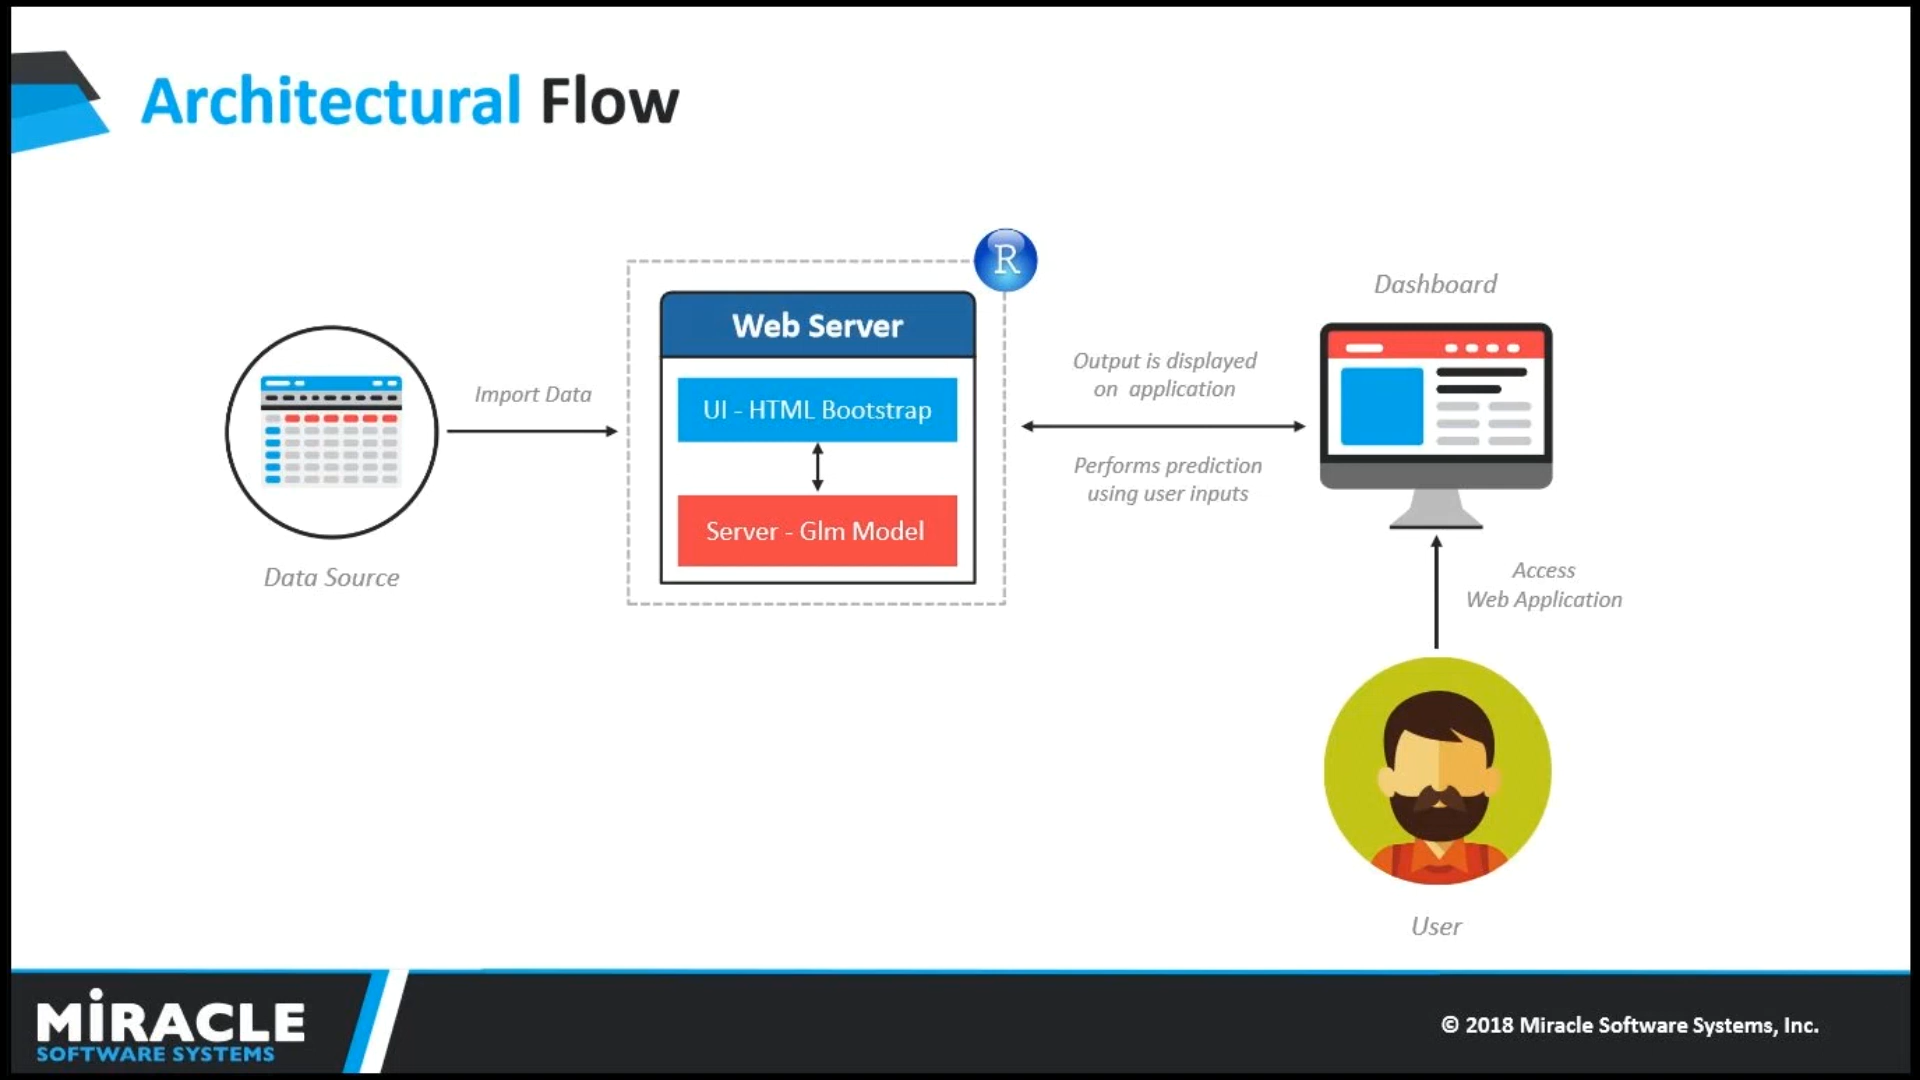 Architectural Flow
R
Dashboard
Web Server
Output is displayed
on application
Import Data
UI - HTML Bootstrap
Performs prediction
using user inputs
Server - Glm Model
Data Source
Access
Web Application
User
MiRACLE
SOFTWARE SYSTEMS
© 2018 Miracle Software Systems, Inc.